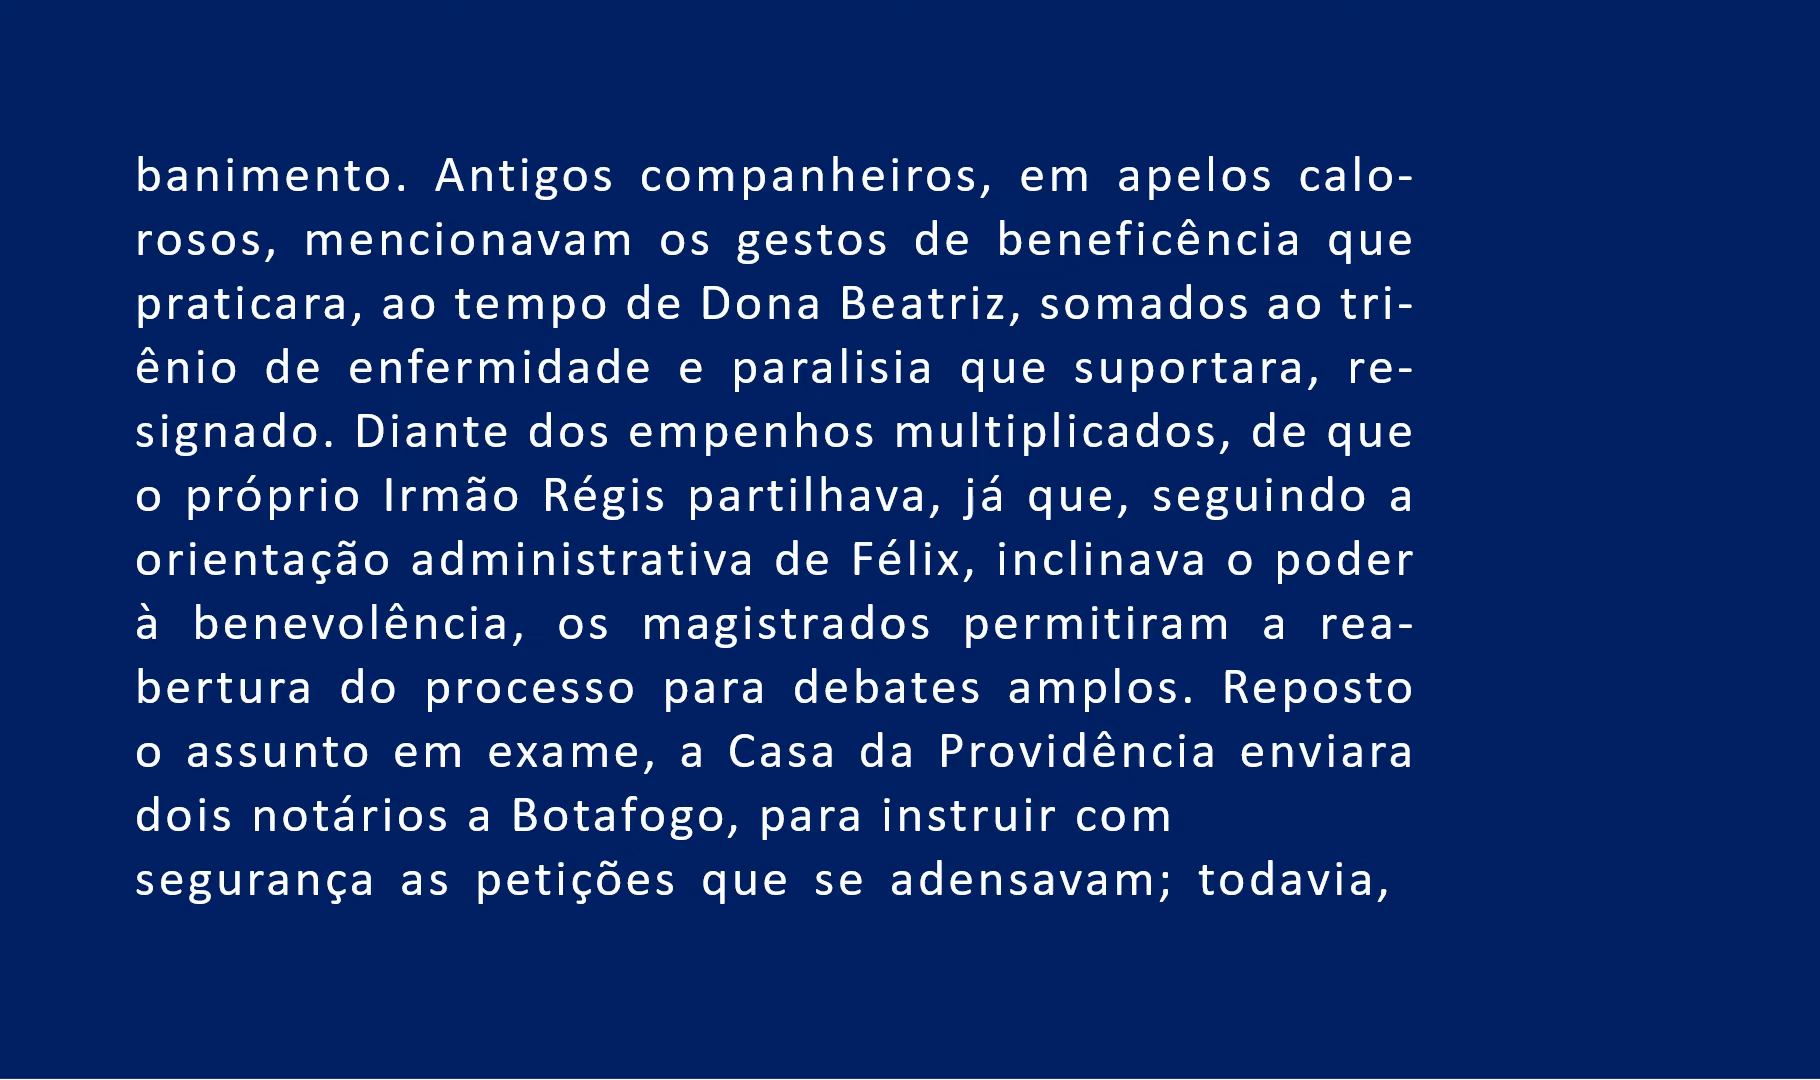 banimento. Antigos companheiros, em apelos calo-
rosos, mencionavam os gestos de beneficência que
praticara, ao tempo de Dona Beatriz, somados ao tri-
ênio de enfermidade e paralisia que suportara, re-
signado. Diante dos empenhos multiplicados, de que
o próprio Irmão Régis partilhava, já que, seguindo a
orientação administrativa de Félix, inclinava o poder
à benevolência, os magistrados permitiram a rea-
bertura do processo para debates amplos. Reposto
o assunto em exame, a Casa da Providência enviara
dois notários a Botafogo, para instruir com
segurança as petições que se adensavam; todavia,